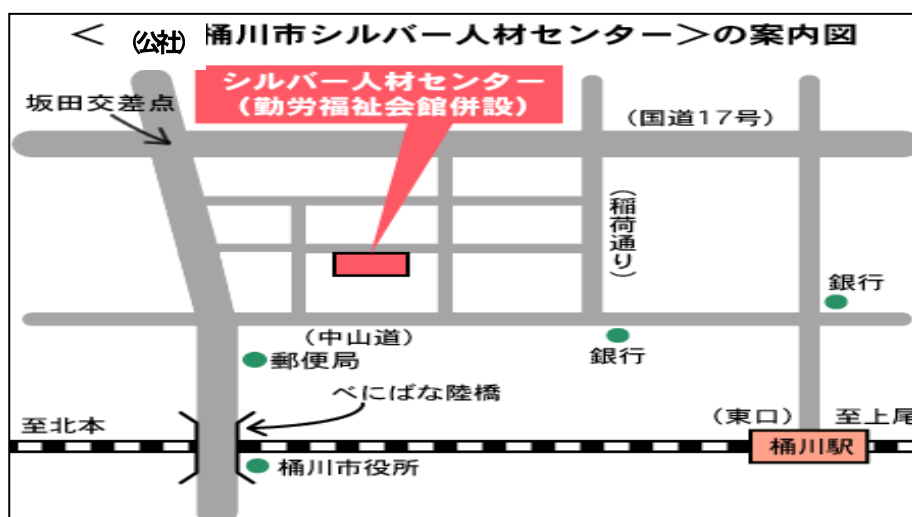 ＜(公社)桶川市シルバー人材センター＞の案内図
シルバー人材センター
（勤労福祉会館併設）
坂田交差点
（国道17号）
（稲荷通り）
銀行
（中山道）
銀行
郵便局
べにばな陸橋
至北本
（東口）
至上尾
桶川駅
桶川市役所